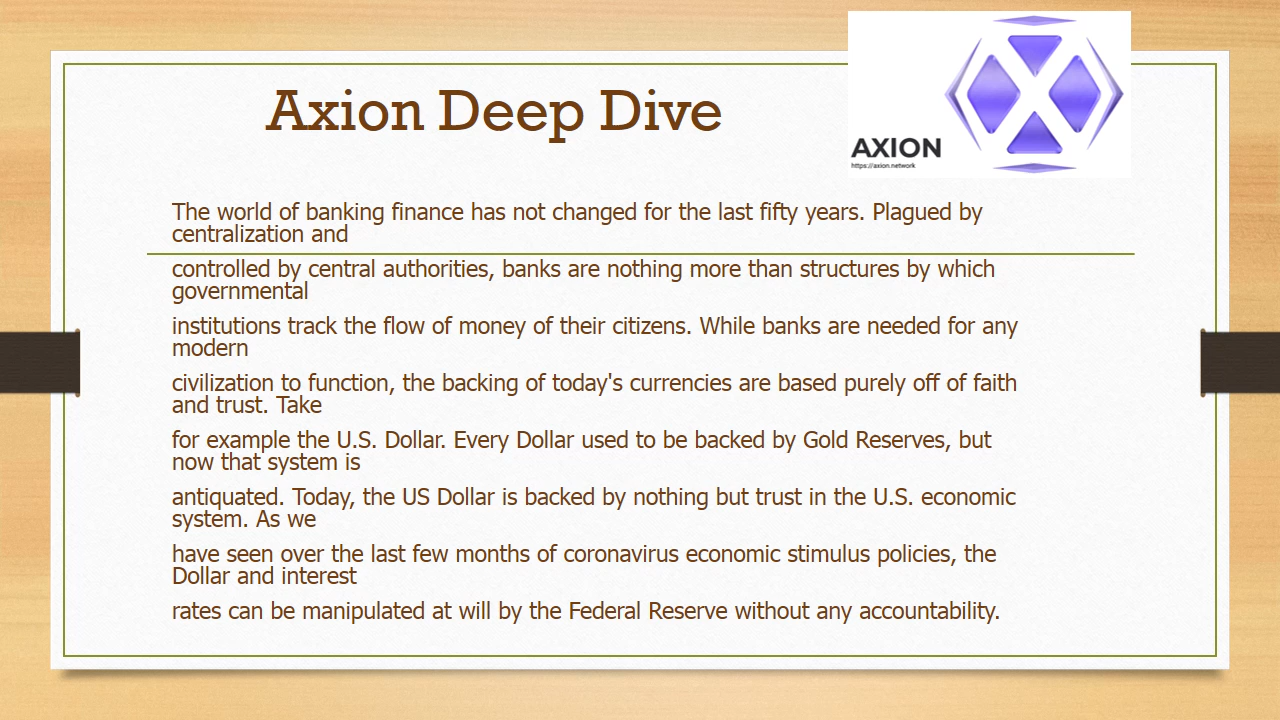 Axion Deep Dive
AXION
https://axion.network
The world of banking finance has not changed for the last fifty years. Plagued by
centralization and
controlled by central authorities, banks are nothing more than structures by which
governmental
institutions track the flow of money of their citizens. While banks are needed for any
modern
civilization to function, the backing of today's currencies are based purely off of faith
and trust. Take
for example the U.S. Dollar. Every Dollar used to be backed by Gold Reserves, but
now that system is
antiquated. Today, the US Dollar is backed by nothing but trust in the U.S. economic
system. As we
have seen over the last few months of coronavirus economic stimulus policies, the
Dollar and interest
rates can be manipulated at will by the Federal Reserve without any accountability.